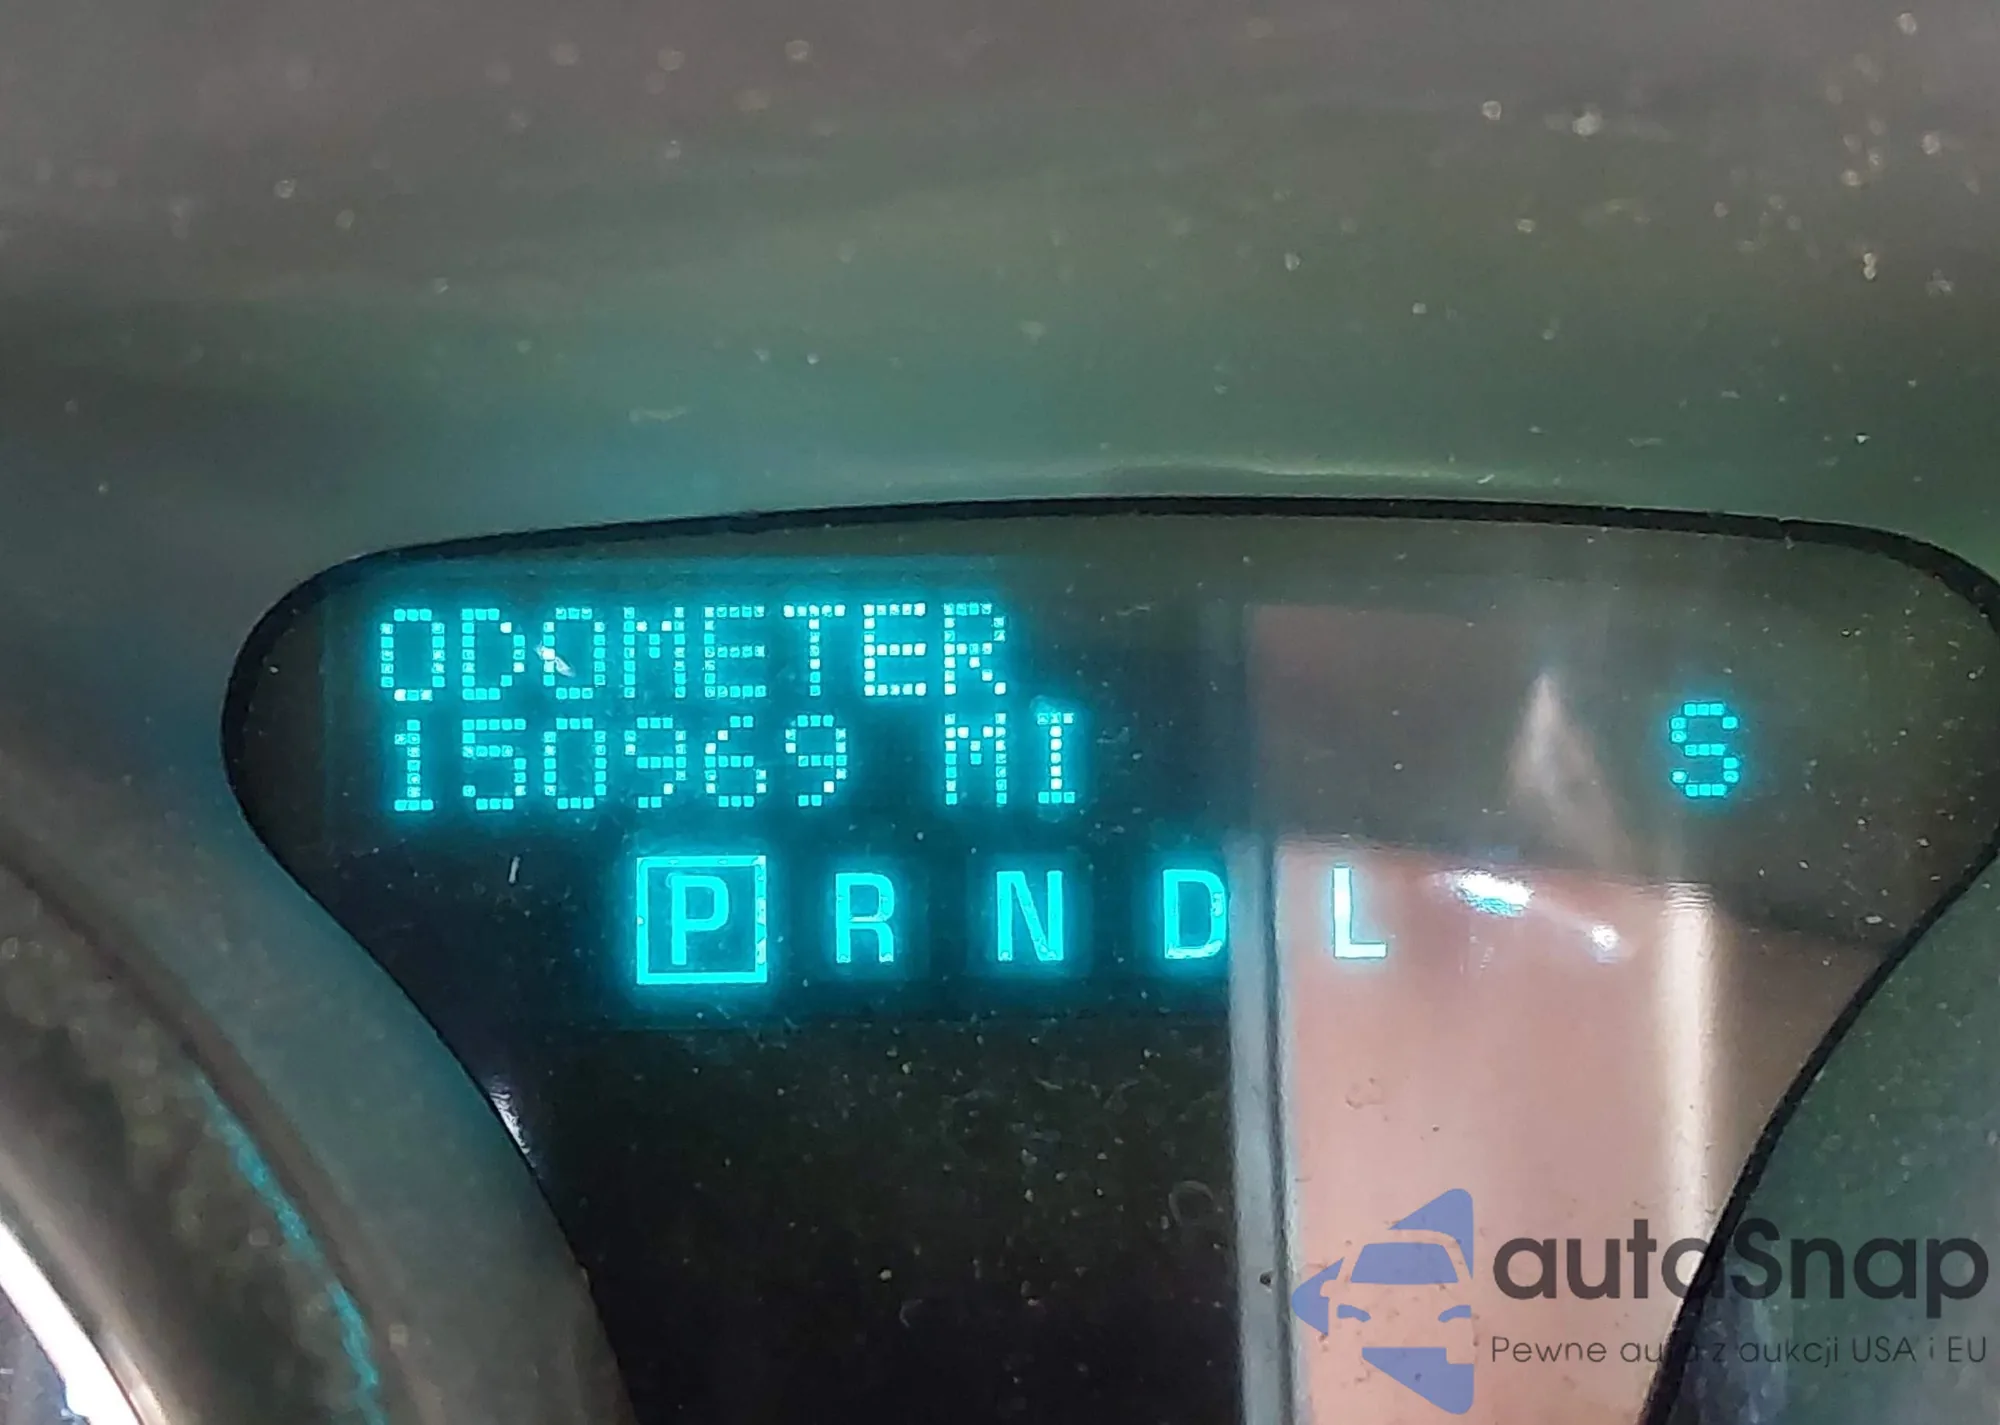 ODOMETER
150969 MI
S
P R N D L
autoSnap
Pewne auta z aukcji USA i EU